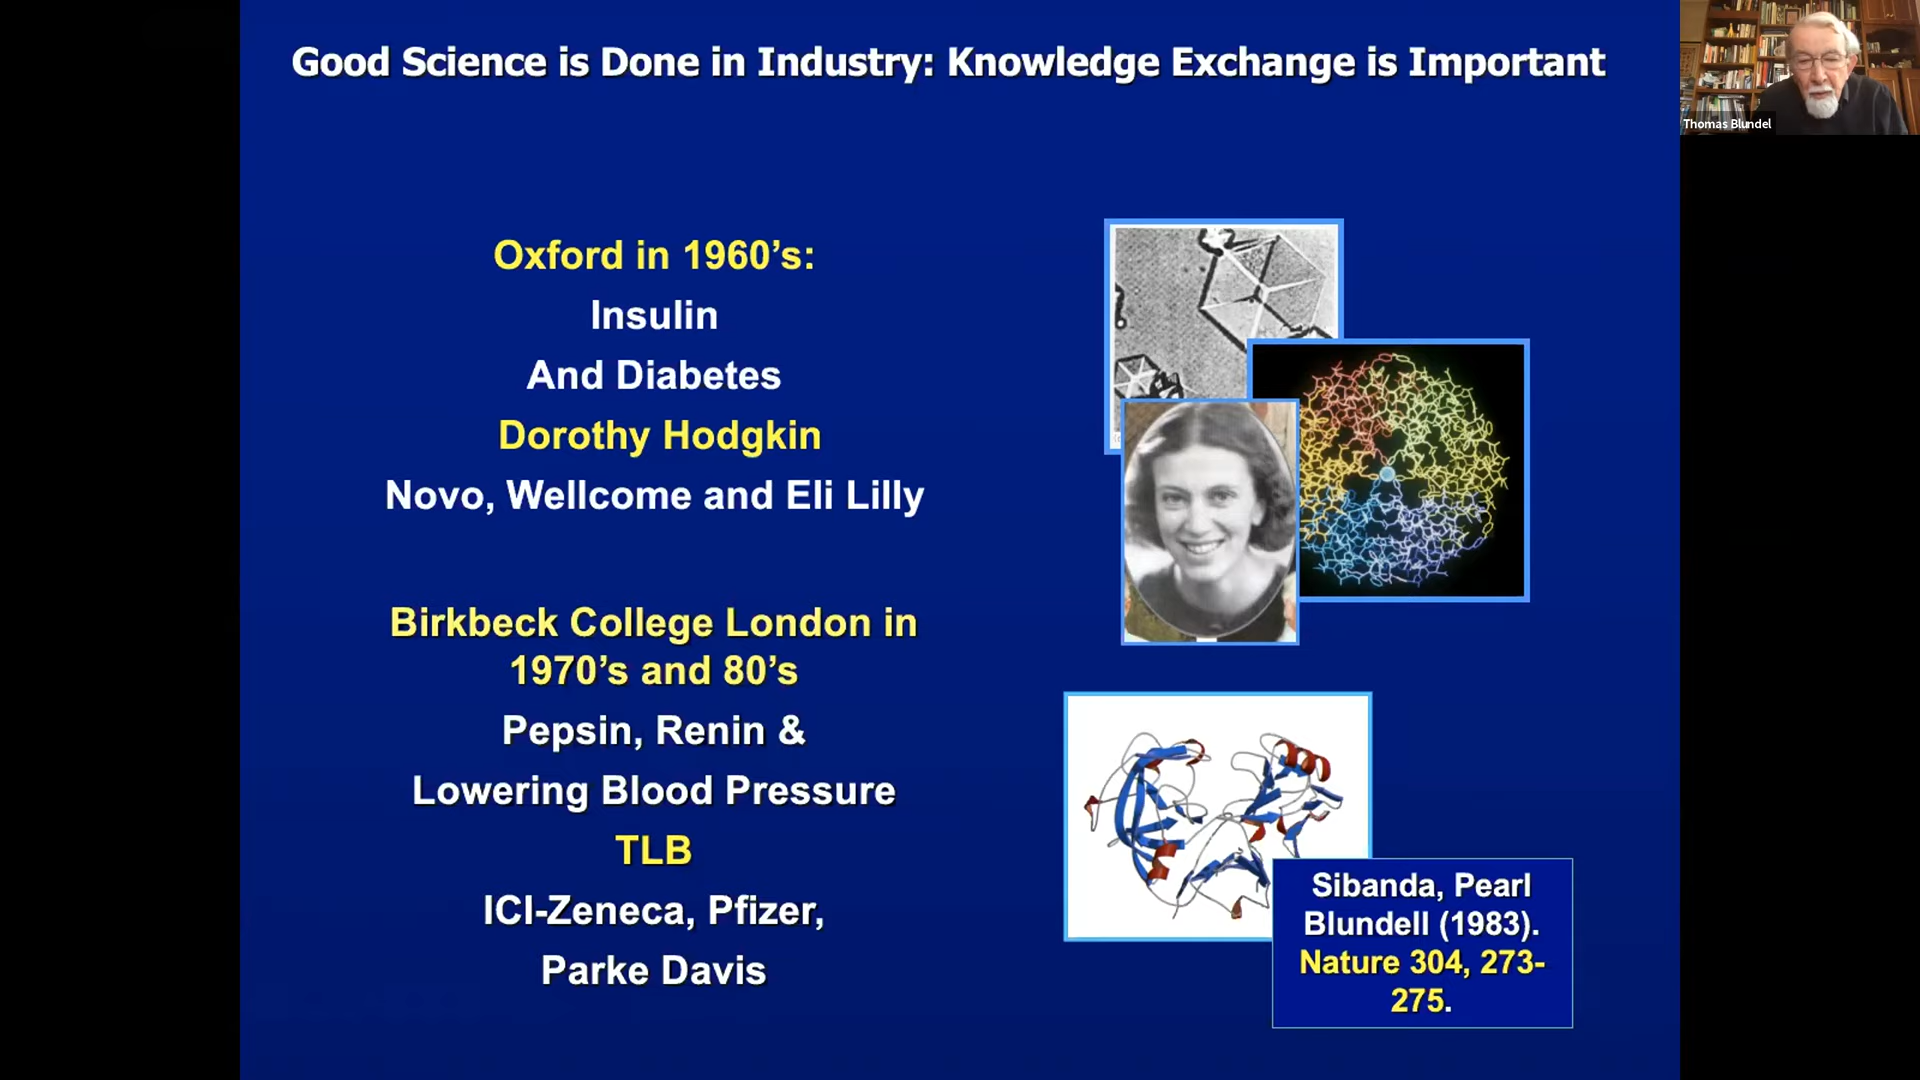 Good Science is Done in Industry: Knowledge Exchange is Important
Thomas Blundel
Oxford in 1960’s:
Insulin
And Diabetes
Dorothy Hodgkin
Novo, Wellcome and Eli Lilly
Birkbeck College London in
1970’s and 80’s
Pepsin, Renin &
Lowering Blood Pressure
TLB
ICI-Zeneca, Pfizer,
Parke Davis
Sibanda, Pearl
Blundell (1983).
Nature 304, 273-
275.